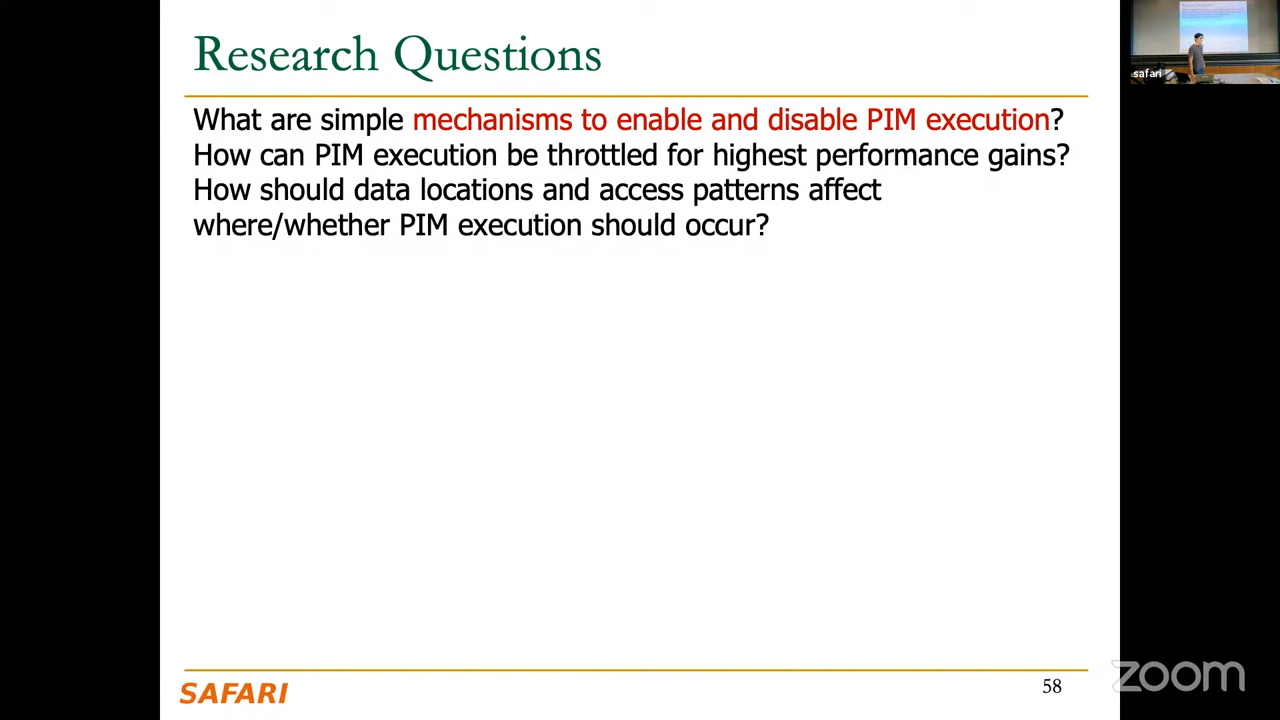 Research Questions
What are simple mechanisms to enable and disable PIM execution?
How can PIM execution be throttled for highest performance gains?
How should data locations and access patterns affect
where/whether PIM execution should occur?
safari
SAFARI
58
zoom